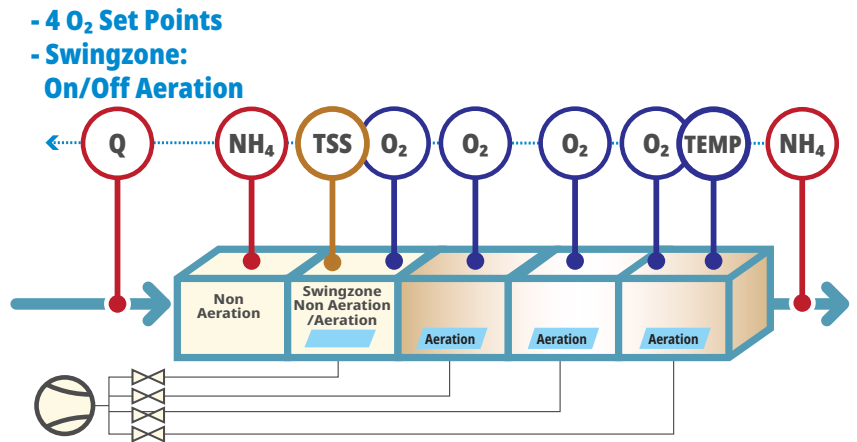 - 4 O₂ Set Points
- Swingzone:
On/Off Aeration
Q NH₄ TSS O₂ O₂ O₂ O₂ TEMP NH₄
Non
Aeration
Swingzone
Non Aeration
/Aeration
Aeration Aeration Aeration